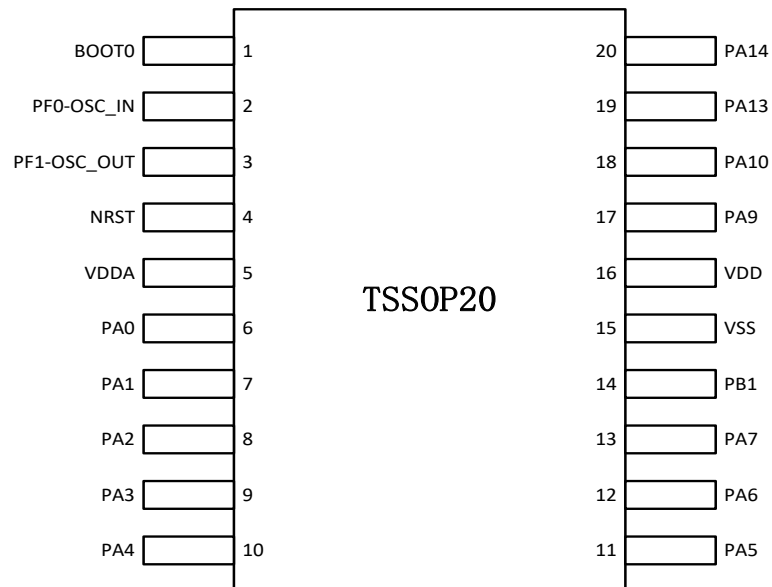 BOOT0 1 20 PA14
PF0-OSC_IN 2 19 PA13
PF1-OSC_OUT 3 18 PA10
NRST 4 17 PA9
VDDA 5 16 VDD
TSSOP20
PA0 6 15 VSS
PA1 7 14 PB1
PA2 8 13 PA7
PA3 9 12 PA6
PA4 10 11 PA5